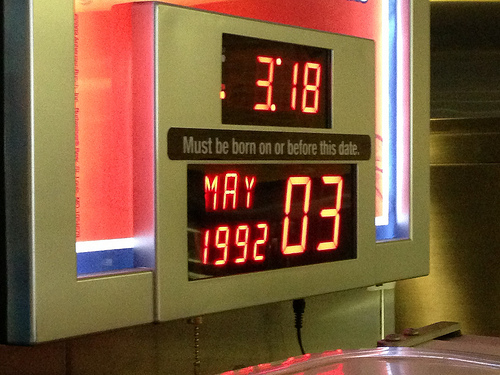 3:18
Must be born on or before this date.
MAY
1992
03